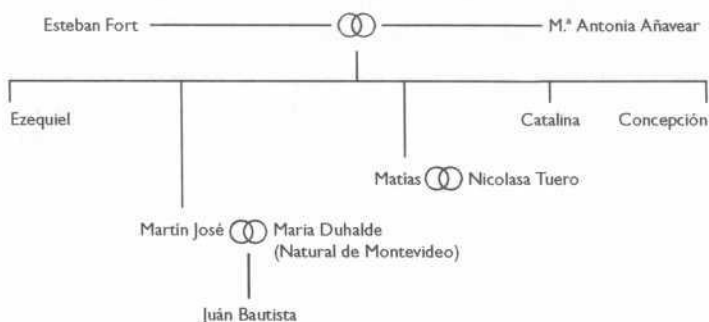 Esteban Fort
M.ª Antonia Añavear
Ezequiel
Catalina
Concepción
Matias
Nicolasa Tuero
Martín José
Maria Duhalde
(Natural de Montevideo)
Juán Bautista